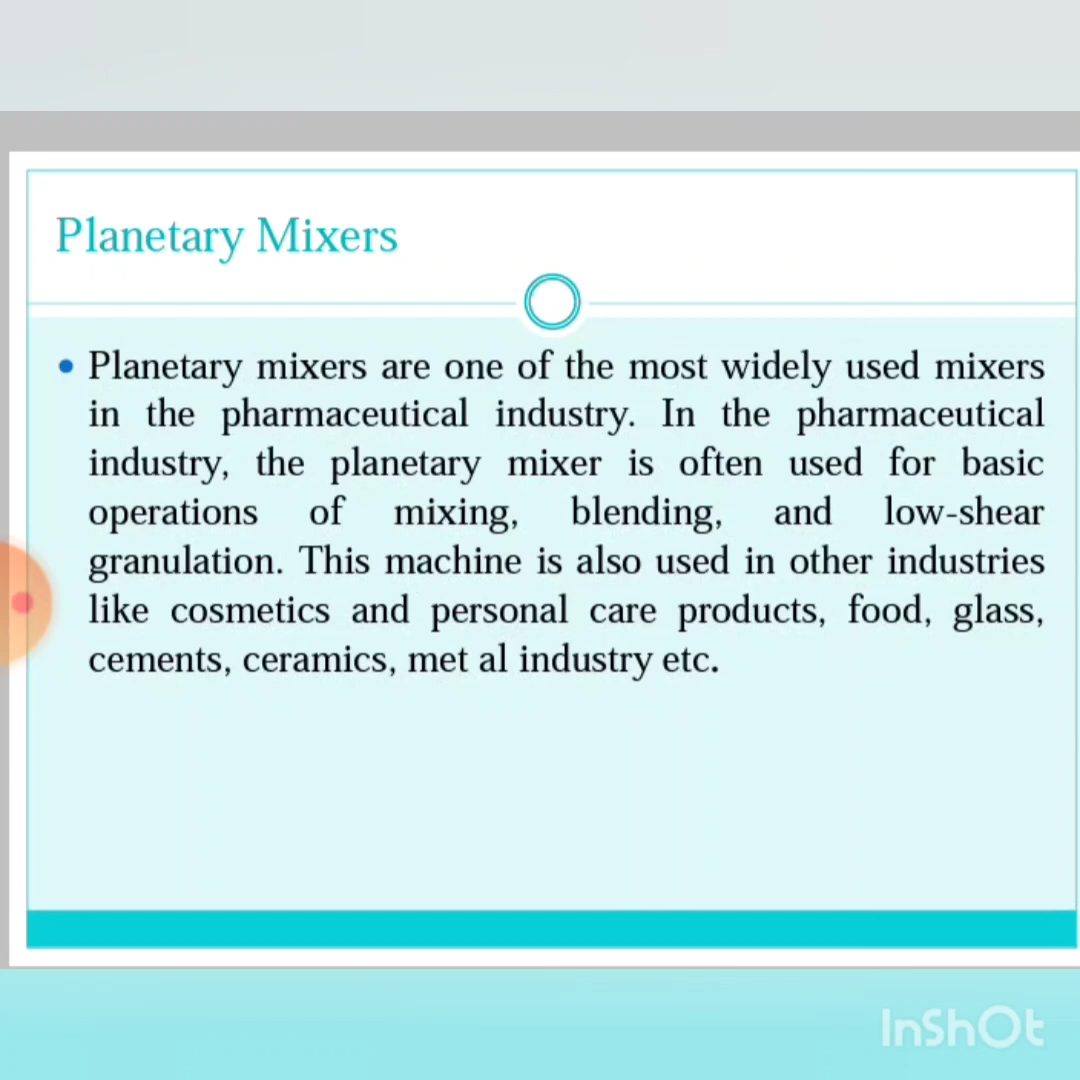 Planetary Mixers
• Planetary mixers are one of the most widely used mixers
in the pharmaceutical industry. In the pharmaceutical
industry, the planetary mixer is often used for basic
operations of mixing, blending, and low-shear
granulation. This machine is also used in other industries
like cosmetics and personal care products, food, glass,
cements, ceramics, met al industry etc.
InShOt